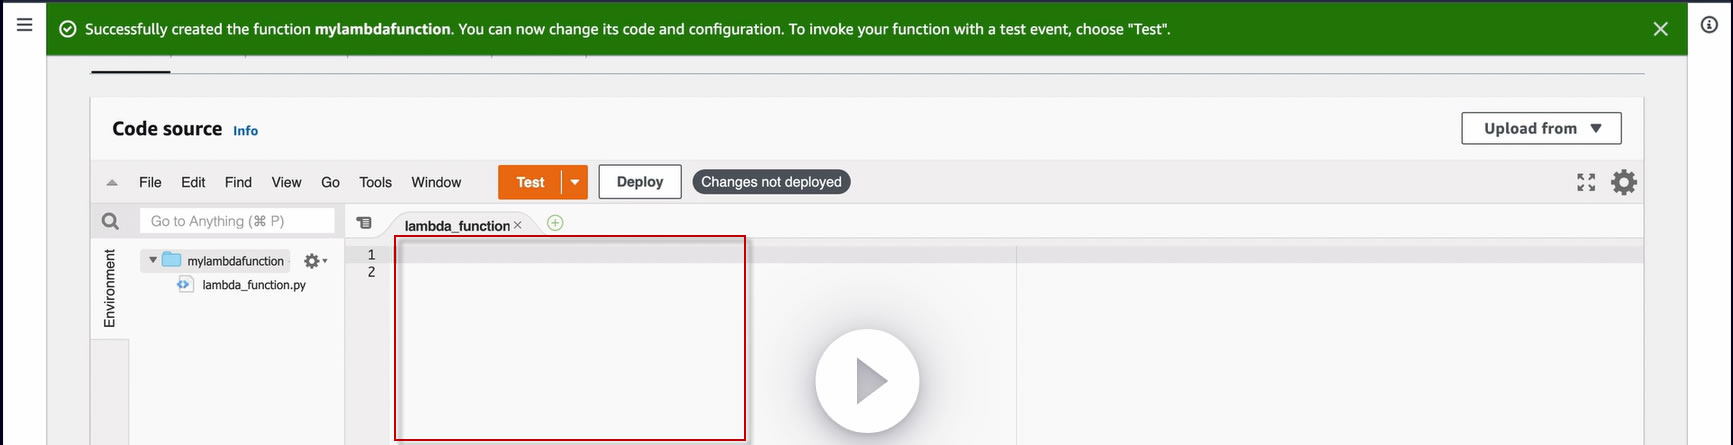 Successfully created the function mylambdafunction. You can now change its code and configuration. To invoke your function with a test event, choose "Test".
Code source Info
Upload from
File Edit Find View Go Tools Window Test Deploy Changes not deployed
Go to Anything (⌘ P)
lambda_function
1
2
Environment
mylambdafunction
lambda_function.py